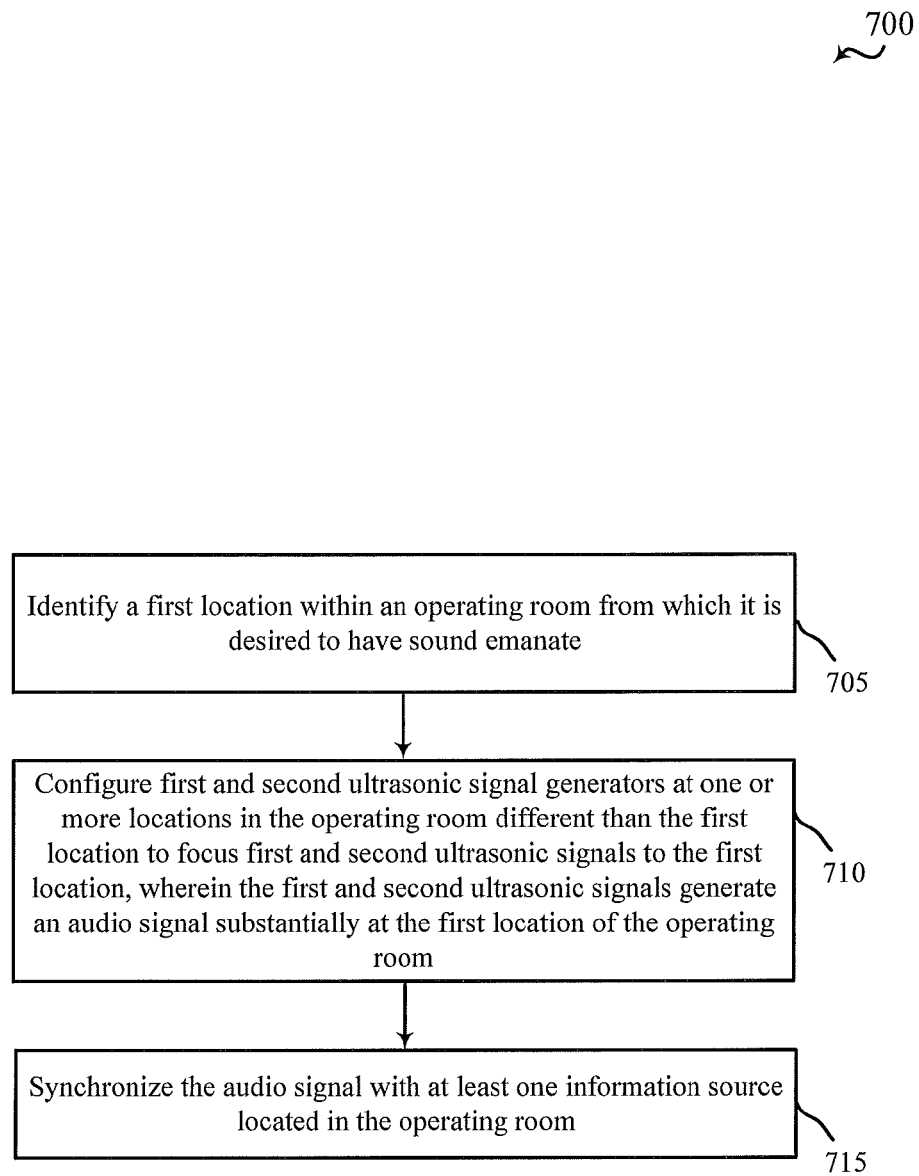 700
Identify a first location within an operating room from which it is
desired to have sound emanate
705
Configure first and second ultrasonic signal generators at one or
more locations in the operating room different than the first
location to focus first and second ultrasonic signals to the first
location, wherein the first and second ultrasonic signals generate
an audio signal substantially at the first location of the operating
room
710
Synchronize the audio signal with at least one information source
located in the operating room
715